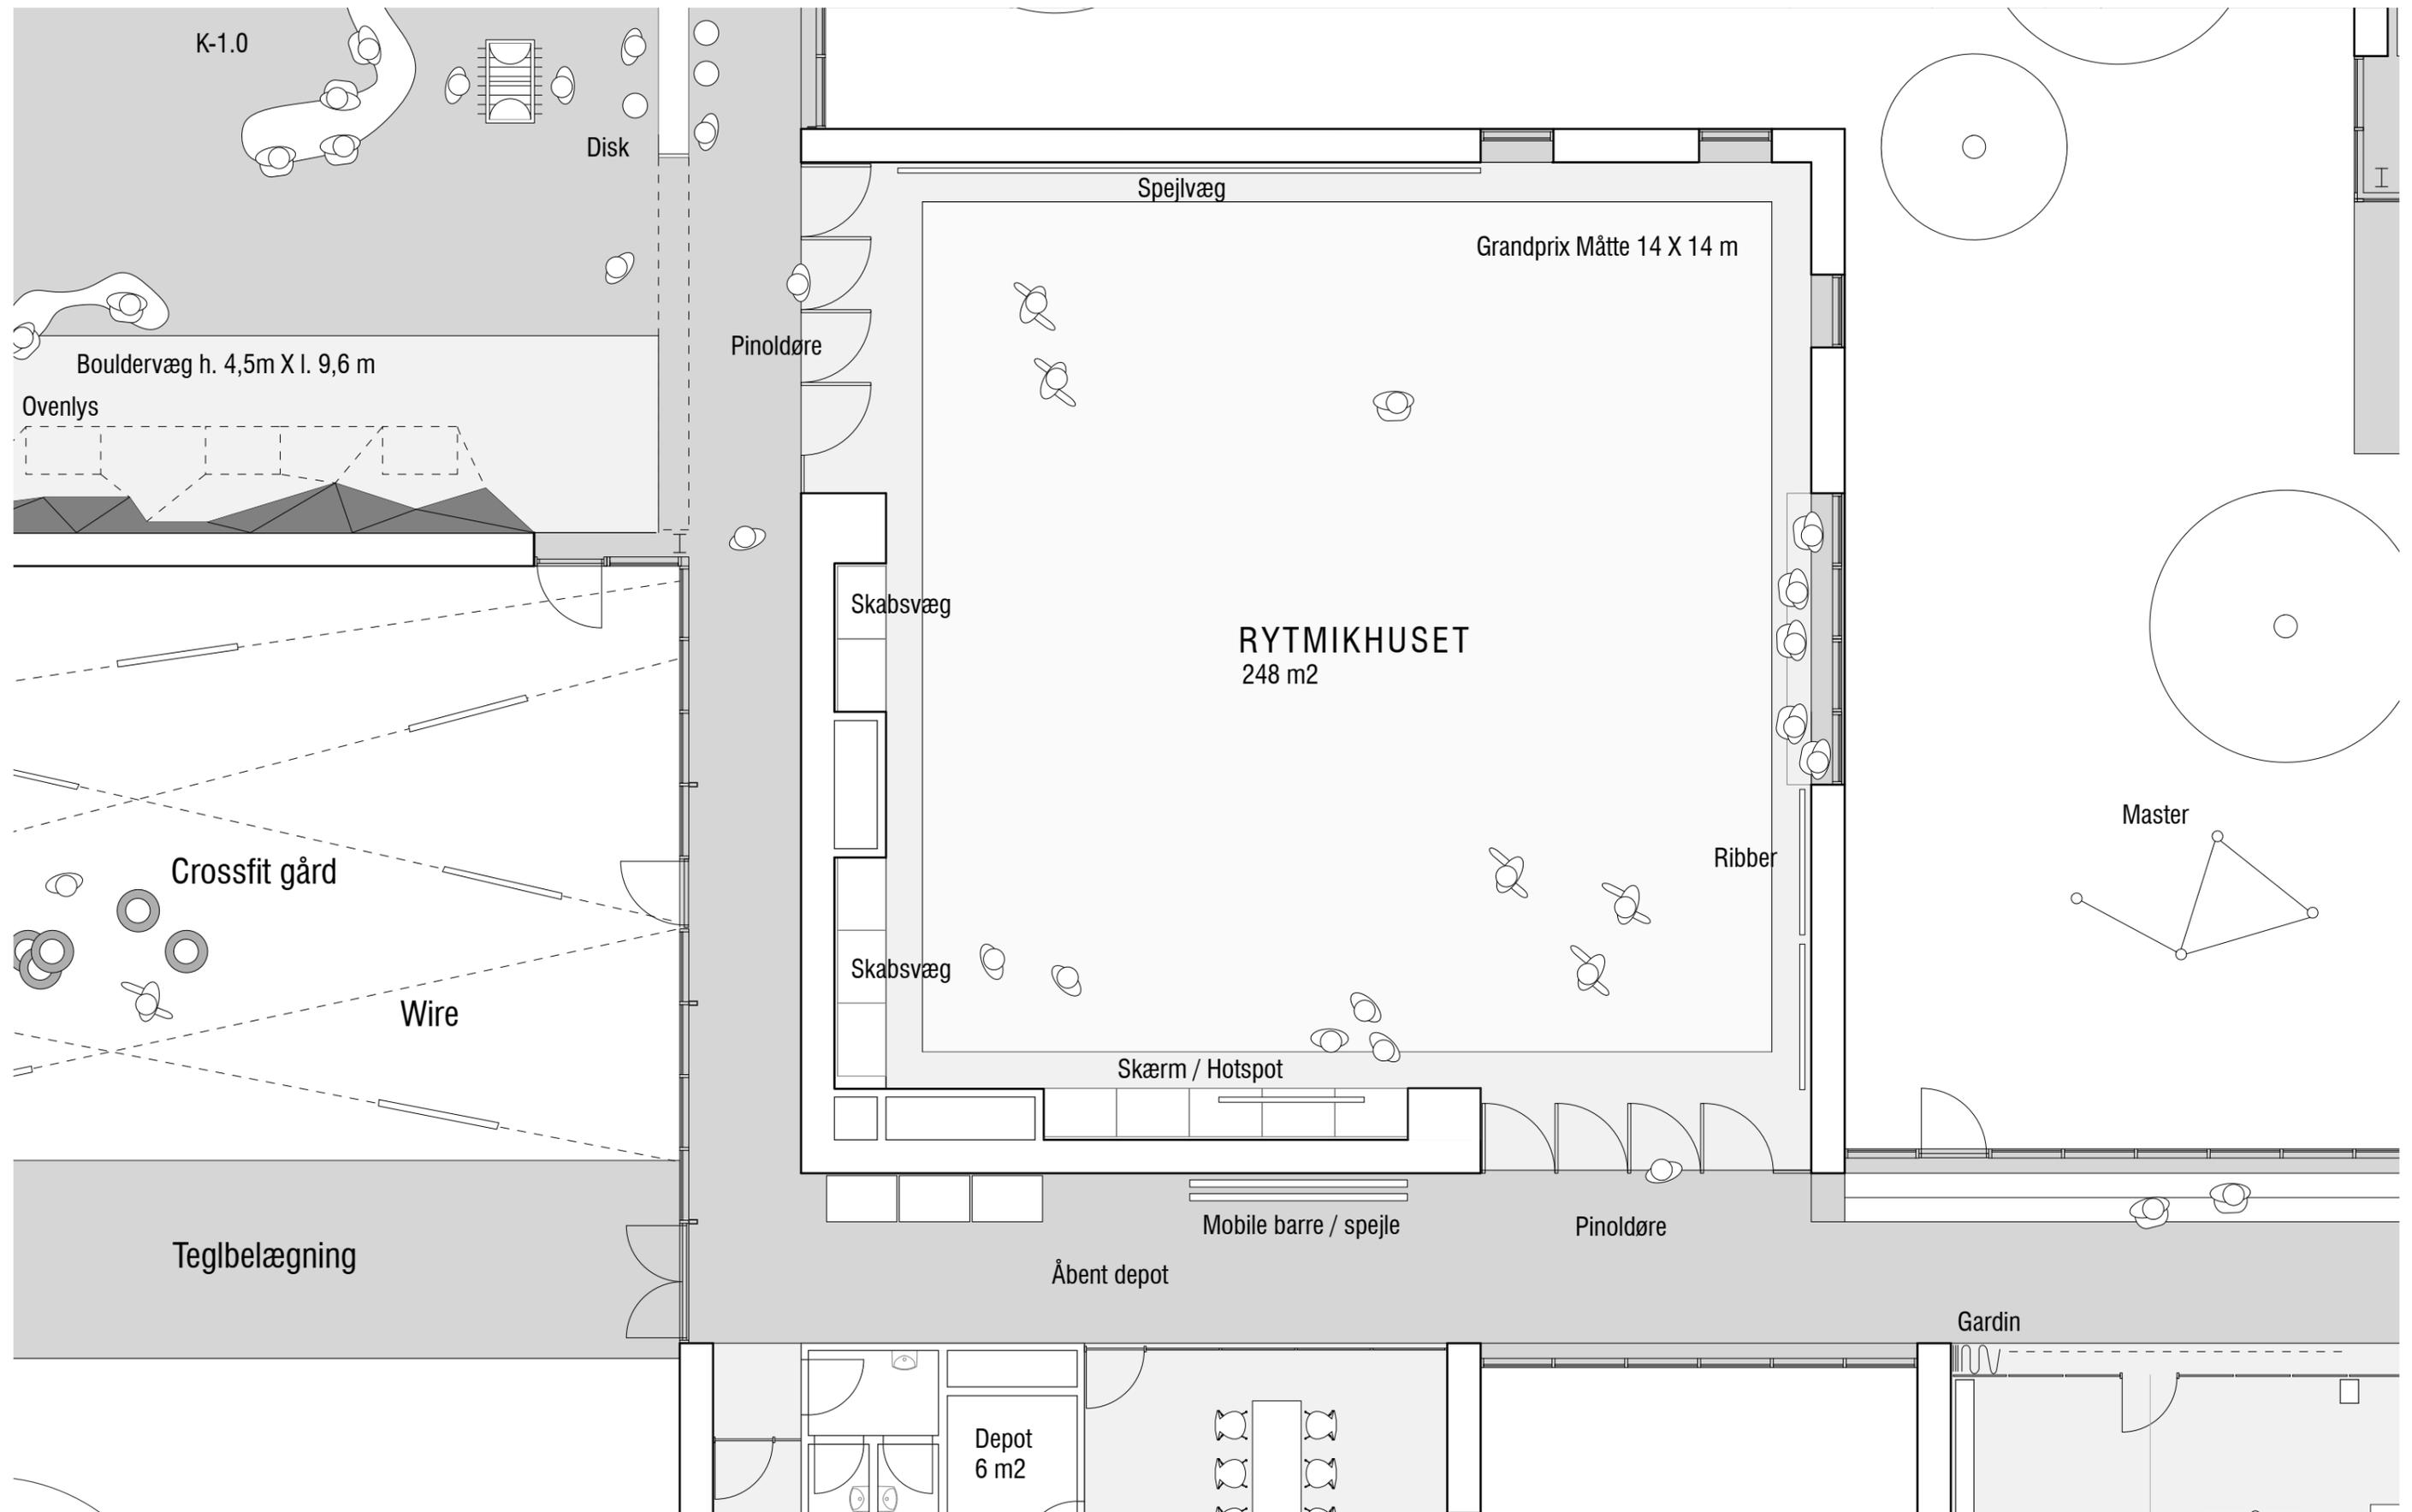 K-1.0
Disk
Spejlvæg
Grandprix Måtte 14 X 14 m
Pinoldøre
Bouldervæg h. 4,5m X l. 9,6 m
Ovenlys
Skabsvæg
RYTMIKHUSET
248 m2
Master
Ribber
Crossfit gård
Skabsvæg
Wire
Skærm / Hotspot
Mobile barre / spejle
Pinoldøre
Teglbelægning
Åbent depot
Gardin
Depot
6 m2